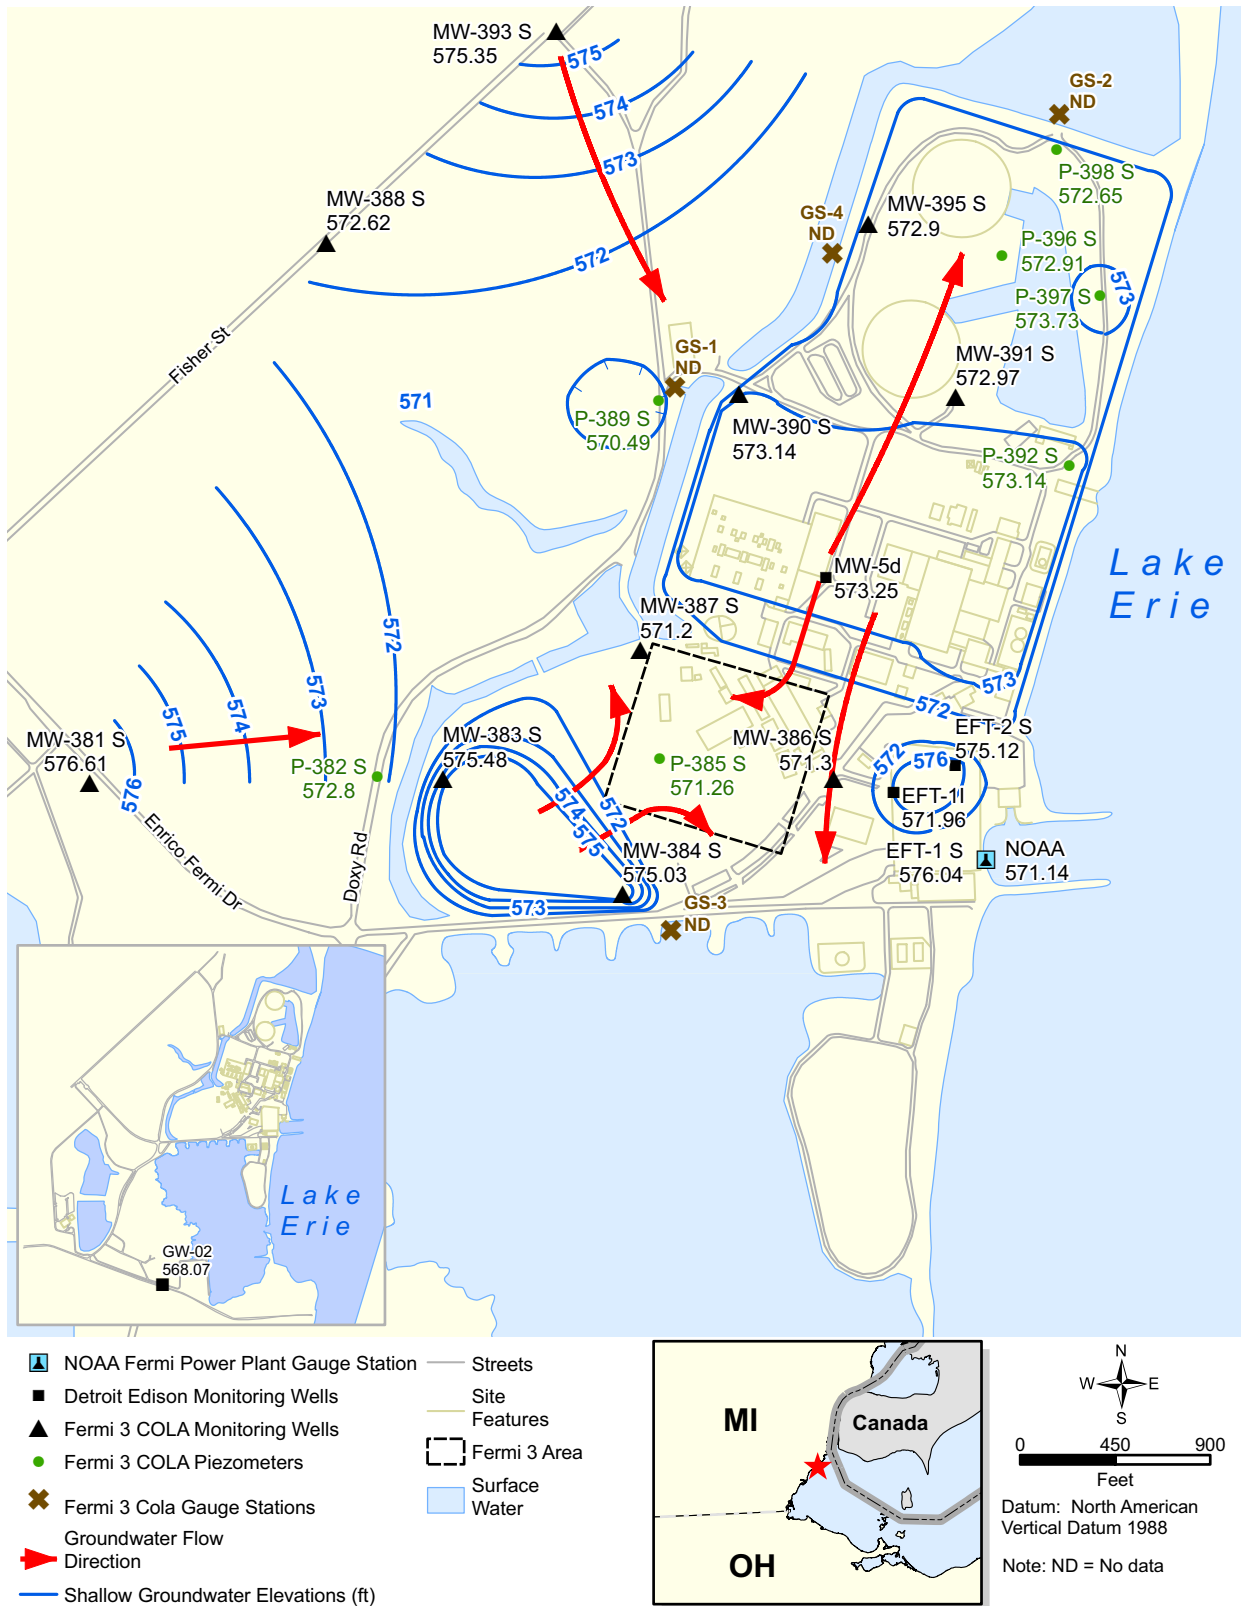 MW-393 S
575.35
575
574
573
572
GS-2
ND
P-398 S
572.65
MW-388 S
572.62
GS-4
ND
MW-395 S
572.9
P-396 S
572.91
573
P-397 S
573.73
Fisher St
GS-1
ND
MW-391 S
572.97
571
P-389 S
570.49
MW-390 S
573.14
P-392 S
573.14
Lake
Erie
MW-5d
573.25
MW-387 S
571.2
572
573
574
575
576
573
572
MW-381 S
576.61
P-382 S
572.8
MW-383 S
575.48
MW-386 S
571.3
P-385 S
571.26
EFT-2 S
575.12
572
576
EFT-1I
571.96
EFT-1 S
576.04
NOAA
571.14
572
574
575
573
MW-384 S
575.03
GS-3
ND
Enrico Fermi Dr
Doxy Rd
Lake
Erie
GW-02
568.07
NOAA Fermi Power Plant Gauge Station
Detroit Edison Monitoring Wells
Fermi 3 COLA Monitoring Wells
Fermi 3 COLA Piezometers
Fermi 3 Cola Gauge Stations
Groundwater Flow
Direction
Shallow Groundwater Elevations (ft)
Streets
Site
Features
Fermi 3 Area
Surface
Water
MI
Canada
OH
N
W
E
S
0
450
900
Feet
Datum: North American
Vertical Datum 1988
Note: ND = No data